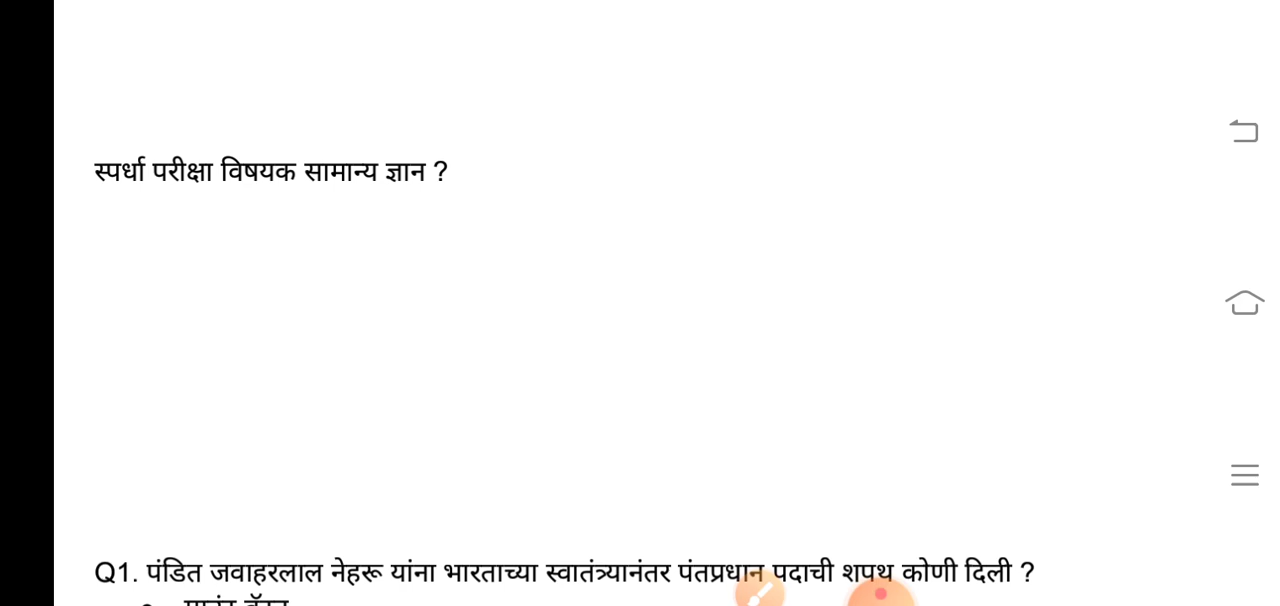 स्पर्धा परीक्षा विषयक सामान्य ज्ञान ?
Q1. पंडित जवाहरलाल नेहरू यांना भारताच्या स्वातंत्र्यानंतर पंतप्रधान पदाची शपथ कोणी दिली ?